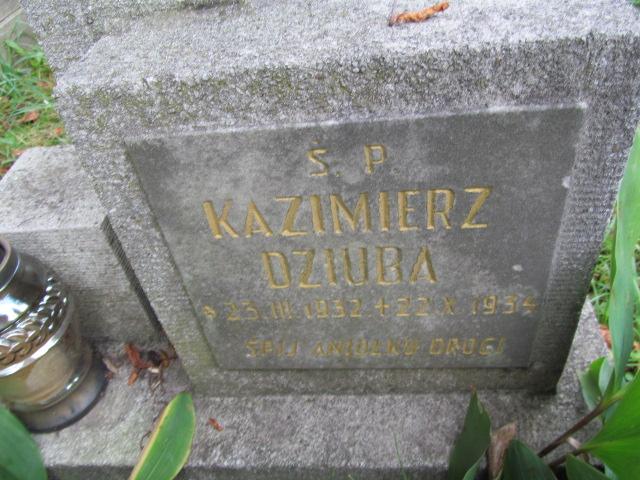 Ś. P.
KAZIMIERZ
DZIUBA
* 23.III.1932 + 22.X.1934
ŚPIJ ANIOŁKU DROGI